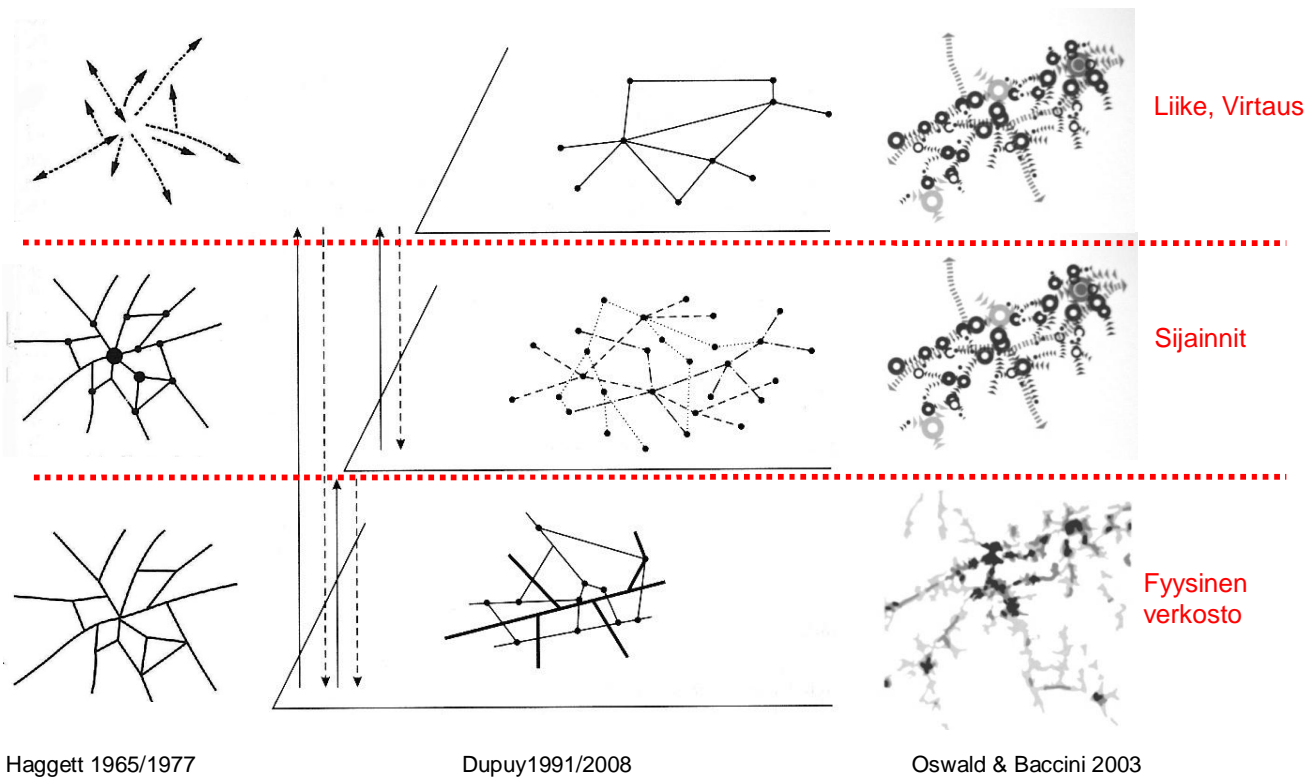 Liike, Virtaus
Sijainnit
Fyysinen
verkosto
Haggett 1965/1977
Dupuy1991/2008
Oswald & Baccini 2003